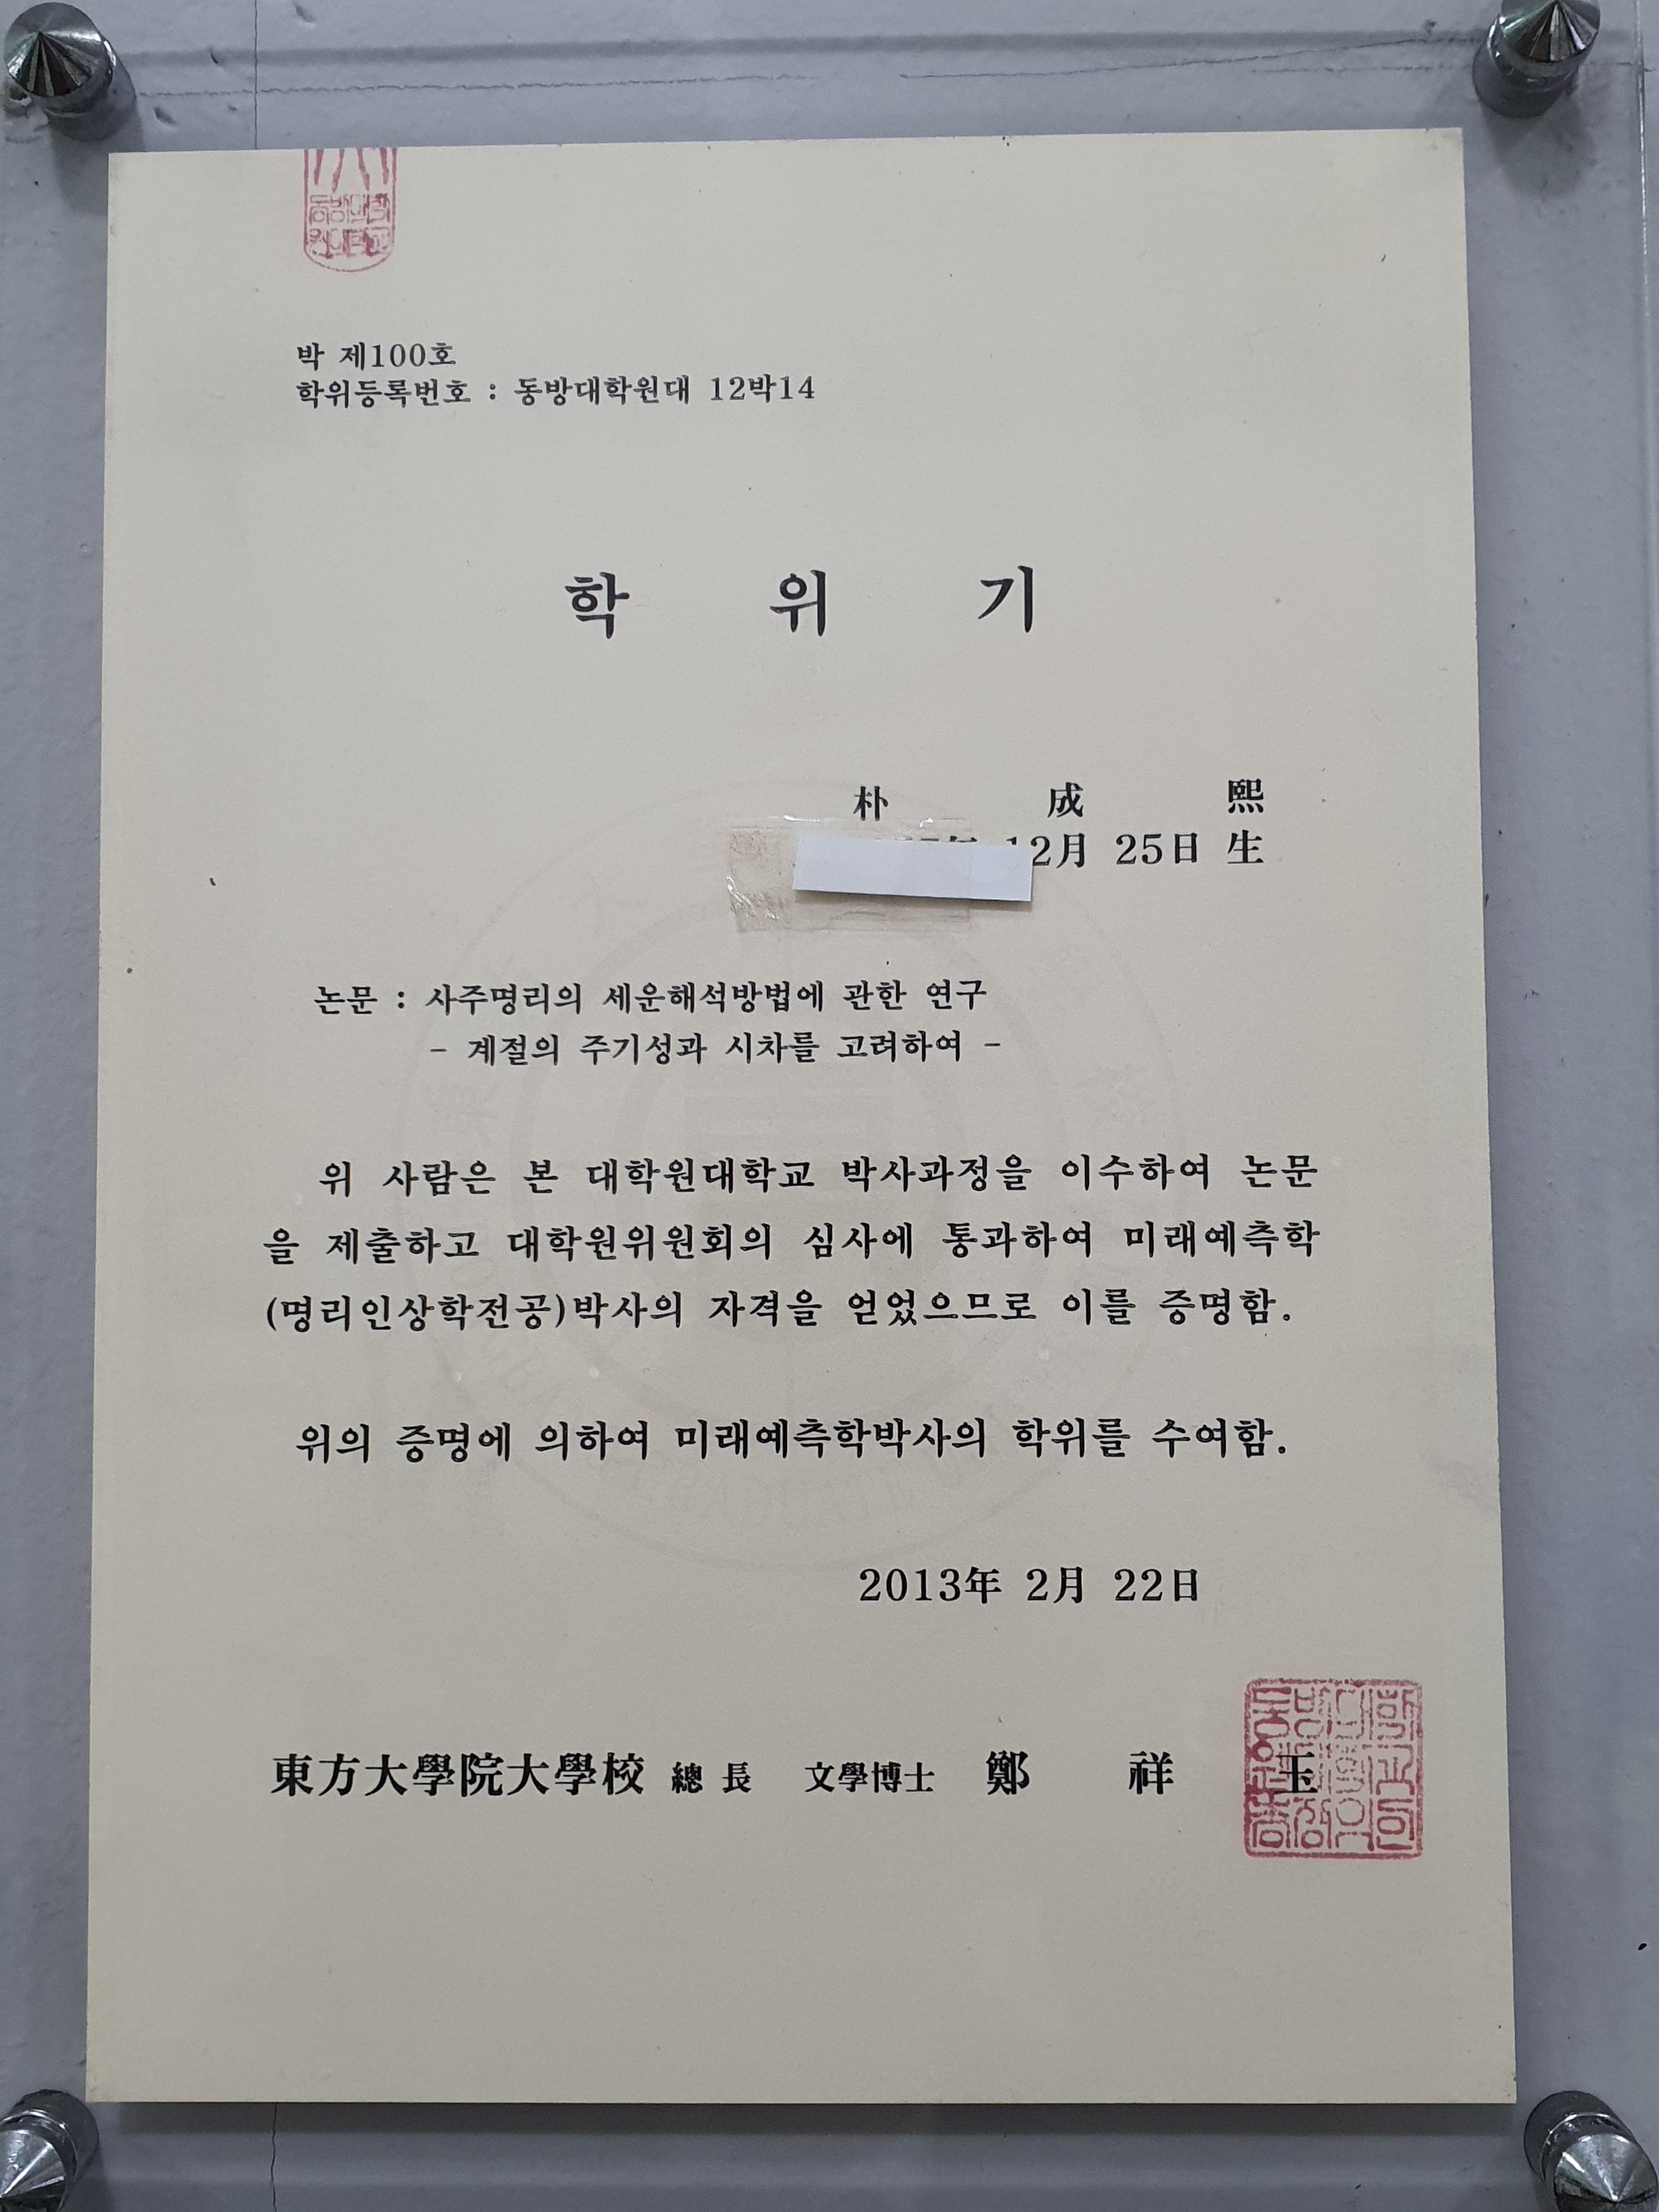 박 제100호
학위등록번호 : 동방대학원대 12박14
학 위 기
朴 成 熙
12月 25日 生
논문 : 사주명리의 세운해석방법에 관한 연구
- 계절의 주기성과 시차를 고려하여 -
위 사람은 본 대학원대학교 박사과정을 이수하여 논문
을 제출하고 대학원위원회의 심사에 통과하여 미래예측학
(명리인상학전공)박사의 자격을 얻었으므로 이를 증명함.
위의 증명에 의하여 미래예측학박사의 학위를 수여함.
2013年 2月 22日
東方大學院大學校 總 長 文學博士 鄭 祥 玉